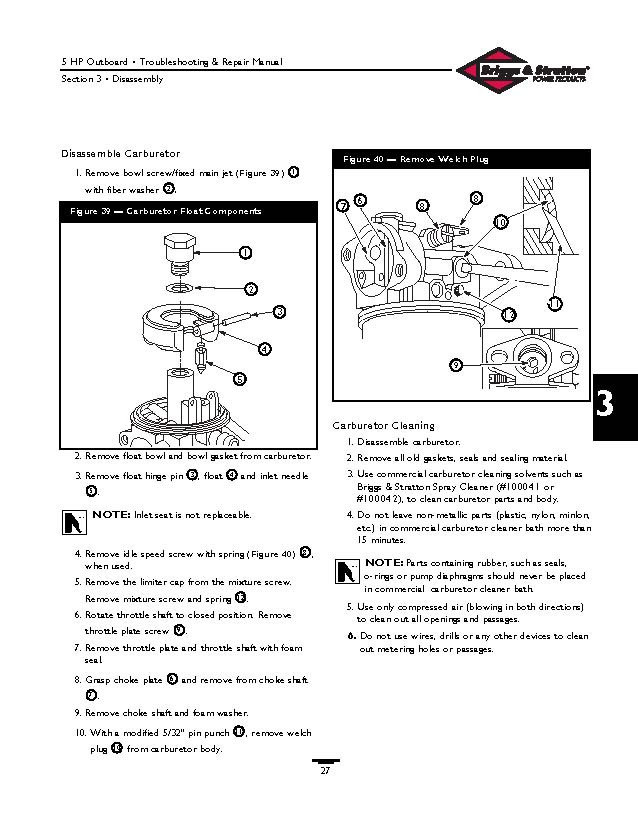 5 HP Outboard • Troubleshooting & Repair Manual
Section 3 • Disassembly
Briggs & Stratton
POWER PRODUCTS
Disassemble Carburetor
1. Remove bowl screw/fixed main jet (Figure 39) 1
with fiber washer 2.
Figure 39 — Carburetor Float Components
1
2
3
4
5
2. Remove float bowl and bowl gasket from carburetor.
3. Remove float hinge pin 3, float 4 and inlet needle
5.
NOTE: Inlet seat is not replaceable.
4. Remove idle speed screw with spring (Figure 40) 8,
when used.
5. Remove the limiter cap from the mixture screw.
Remove mixture screw and spring 12.
6. Rotate throttle shaft to closed position. Remove
throttle plate screw 9.
7. Remove throttle plate and throttle shaft with foam
seal.
8. Grasp choke plate 6 and remove from choke shaft
7.
9. Remove choke shaft and foam washer.
10. With a modified 5/32" pin punch 11, remove welch
plug 10 from carburetor body.
Figure 40 — Remove Welch Plug
7
6
8
8
10
11
12
9
Carburetor Cleaning
1. Disassemble carburetor.
2. Remove all old gaskets, seals and sealing material.
3. Use commercial carburetor cleaning solvents such as
Briggs & Stratton Spray Cleaner (#100041 or
#100042), to clean carburetor parts and body.
4. Do not leave non-metallic parts (plastic, nylon, minlon,
etc.) in commercial carburetor cleaner bath more than
15 minutes.
NOTE: Parts containing rubber, such as seals,
o-rings or pump diaphragms should never be placed
in commercial carburetor cleaner bath.
5. Use only compressed air (blowing in both directions)
to clean out all openings and passages.
6. Do not use wires, drills or any other devices to clean
out metering holes or passages.
3
27